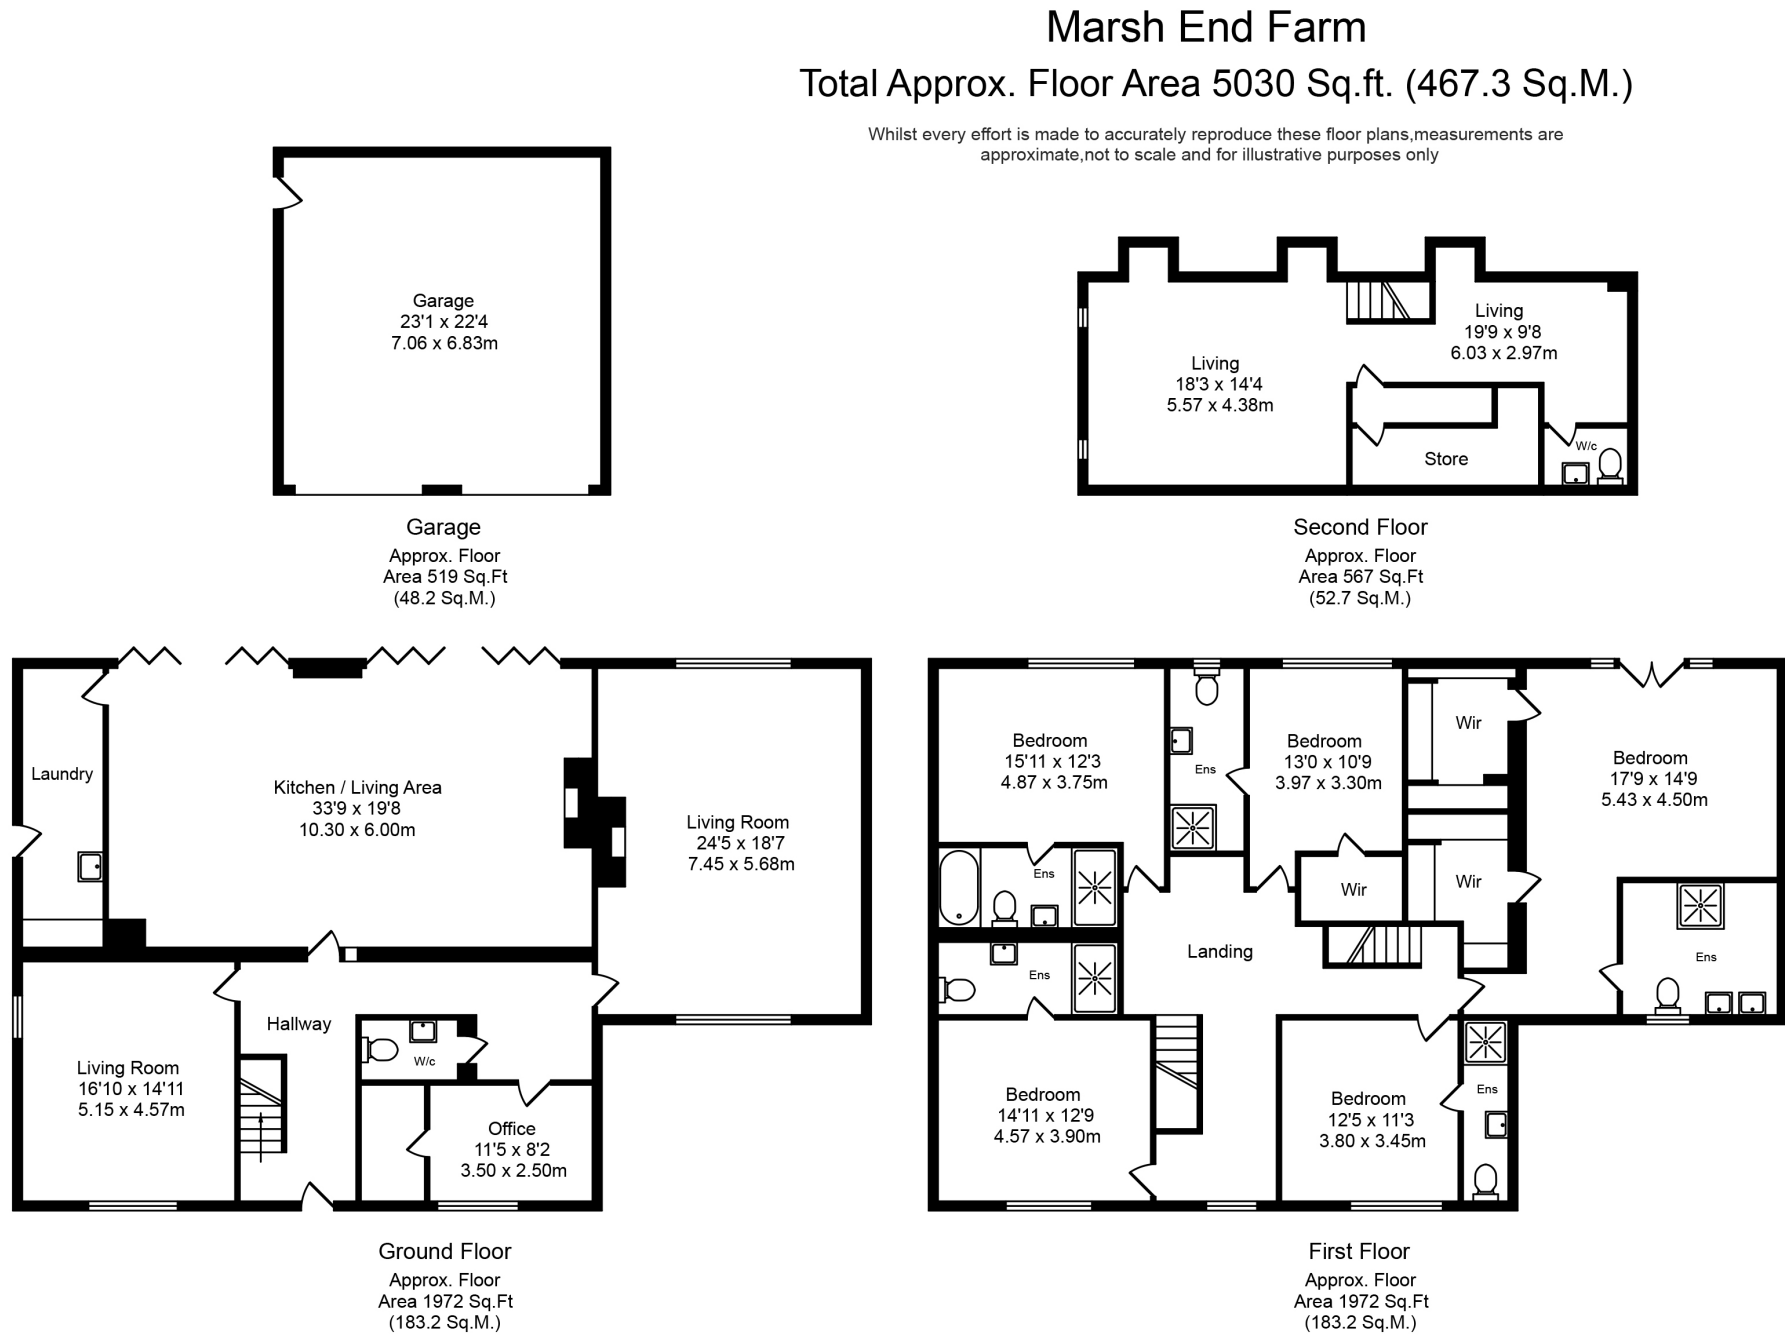 Marsh End Farm
Total Approx. Floor Area 5030 Sq.ft. (467.3 Sq.M.)
Whilst every effort is made to accurately reproduce these floor plans,measurements are
approximate,not to scale and for illustrative purposes only
Garage
23'1 x 22'4
7.06 x 6.83m
Garage
Approx. Floor
Area 519 Sq.Ft
(48.2 Sq.M.)
Living
18'3 x 14'4
5.57 x 4.38m
Living
19'9 x 9'8
6.03 x 2.97m
Store
W/c
Second Floor
Approx. Floor
Area 567 Sq.Ft
(52.7 Sq.M.)
Laundry
Kitchen / Living Area
33'9 x 19'8
10.30 x 6.00m
Living Room
24'5 x 18'7
7.45 x 5.68m
Hallway
Living Room
16'10 x 14'11
5.15 x 4.57m
W/c
Office
11'5 x 8'2
3.50 x 2.50m
Ground Floor
Approx. Floor
Area 1972 Sq.Ft
(183.2 Sq.M.)
Bedroom
15'11 x 12'3
4.87 x 3.75m
Ens
Bedroom
13'0 x 10'9
3.97 x 3.30m
Wir
Bedroom
17'9 x 14'9
5.43 x 4.50m
Ens
Wir
Wir
Landing
Ens
Ens
Bedroom
14'11 x 12'9
4.57 x 3.90m
Bedroom
12'5 x 11'3
3.80 x 3.45m
Ens
First Floor
Approx. Floor
Area 1972 Sq.Ft
(183.2 Sq.M.)